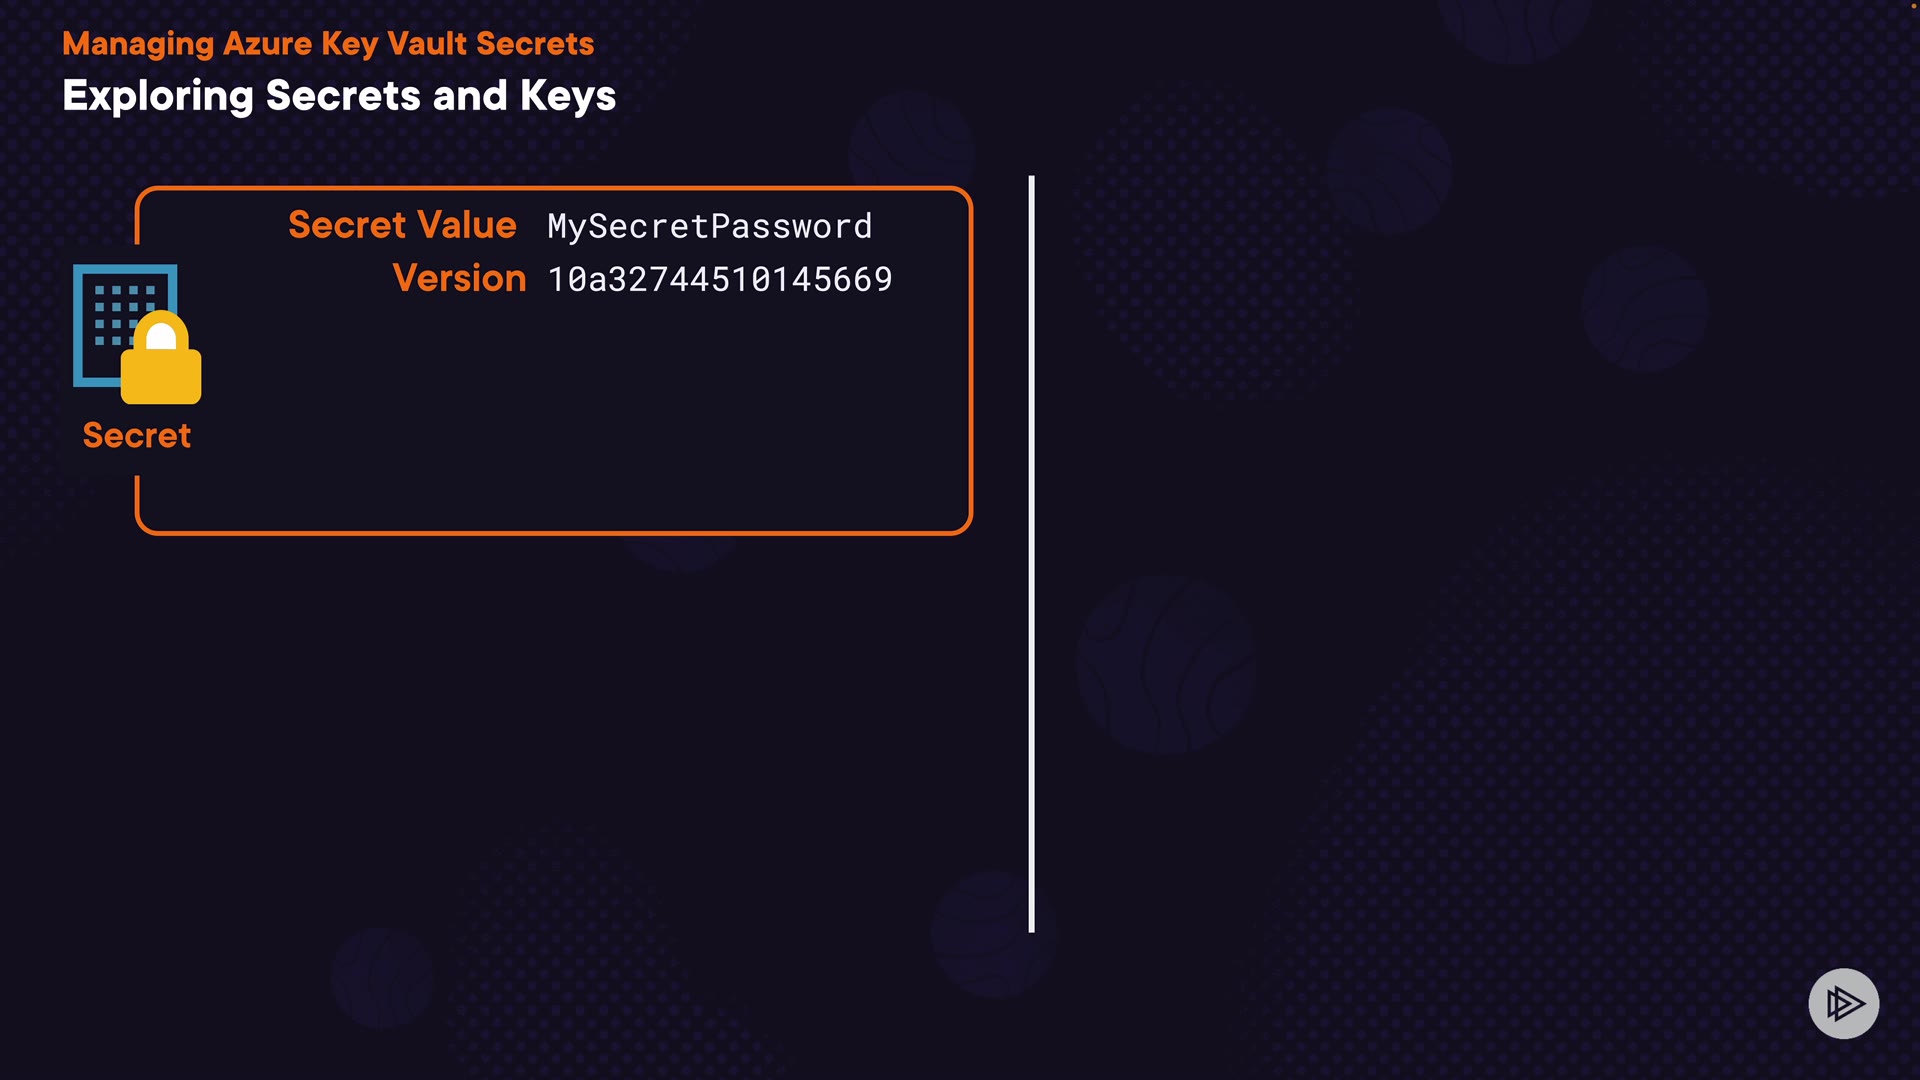 Managing Azure Key Vault Secrets
Exploring Secrets and Keys
Secret Value MySecretPassword
Version 10a32744510145669
Secret